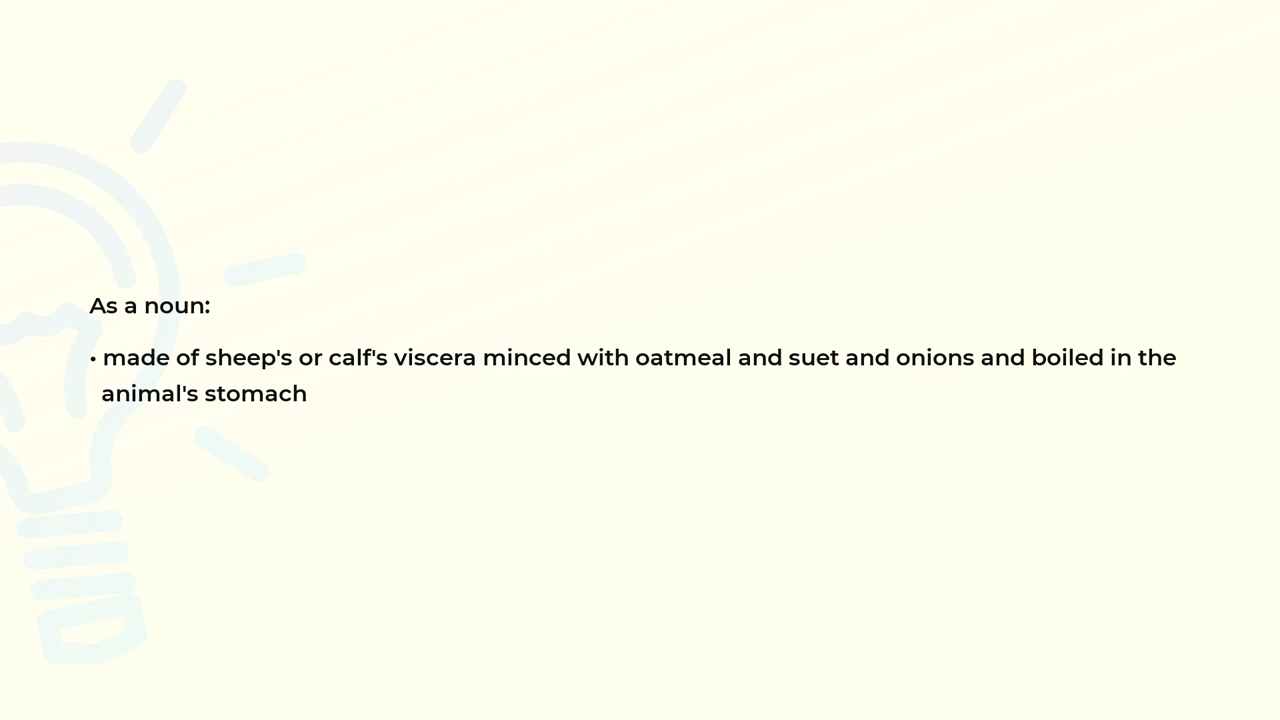 As a noun:
• made of sheep's or calf's viscera minced with oatmeal and suet and onions and boiled in the
animal's stomach